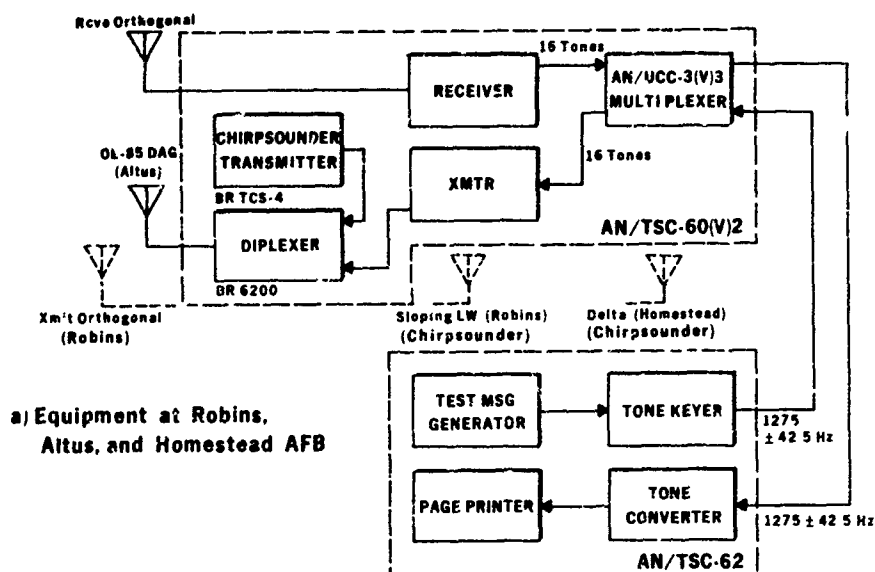 Rcve Orthogonal
16 Tones
RECEIVER
AN/UCC-3(V)3
MULTIPLEXER
CHIRPSOUNDER
TRANSMITTER
OL-85 DAG
(Altus)
BR TCS-4
16 Tones
XMTR
DIPLEXER
BR 6200
AN/TSC-60(V)2
Xm't Orthogonal
(Robins)
Sloping LW (Robins)
(Chirpsounder)
Delta (Homestead)
(Chirpsounder)
a) Equipment at Robins,
Altus, and Homestead AFB
TEST MSG
GENERATOR
TONE KEYER
1275
± 42 5 Hz
PAGE PRINTER
TONE
CONVERTER
1275 ± 42 5 Hz
AN/TSC-62